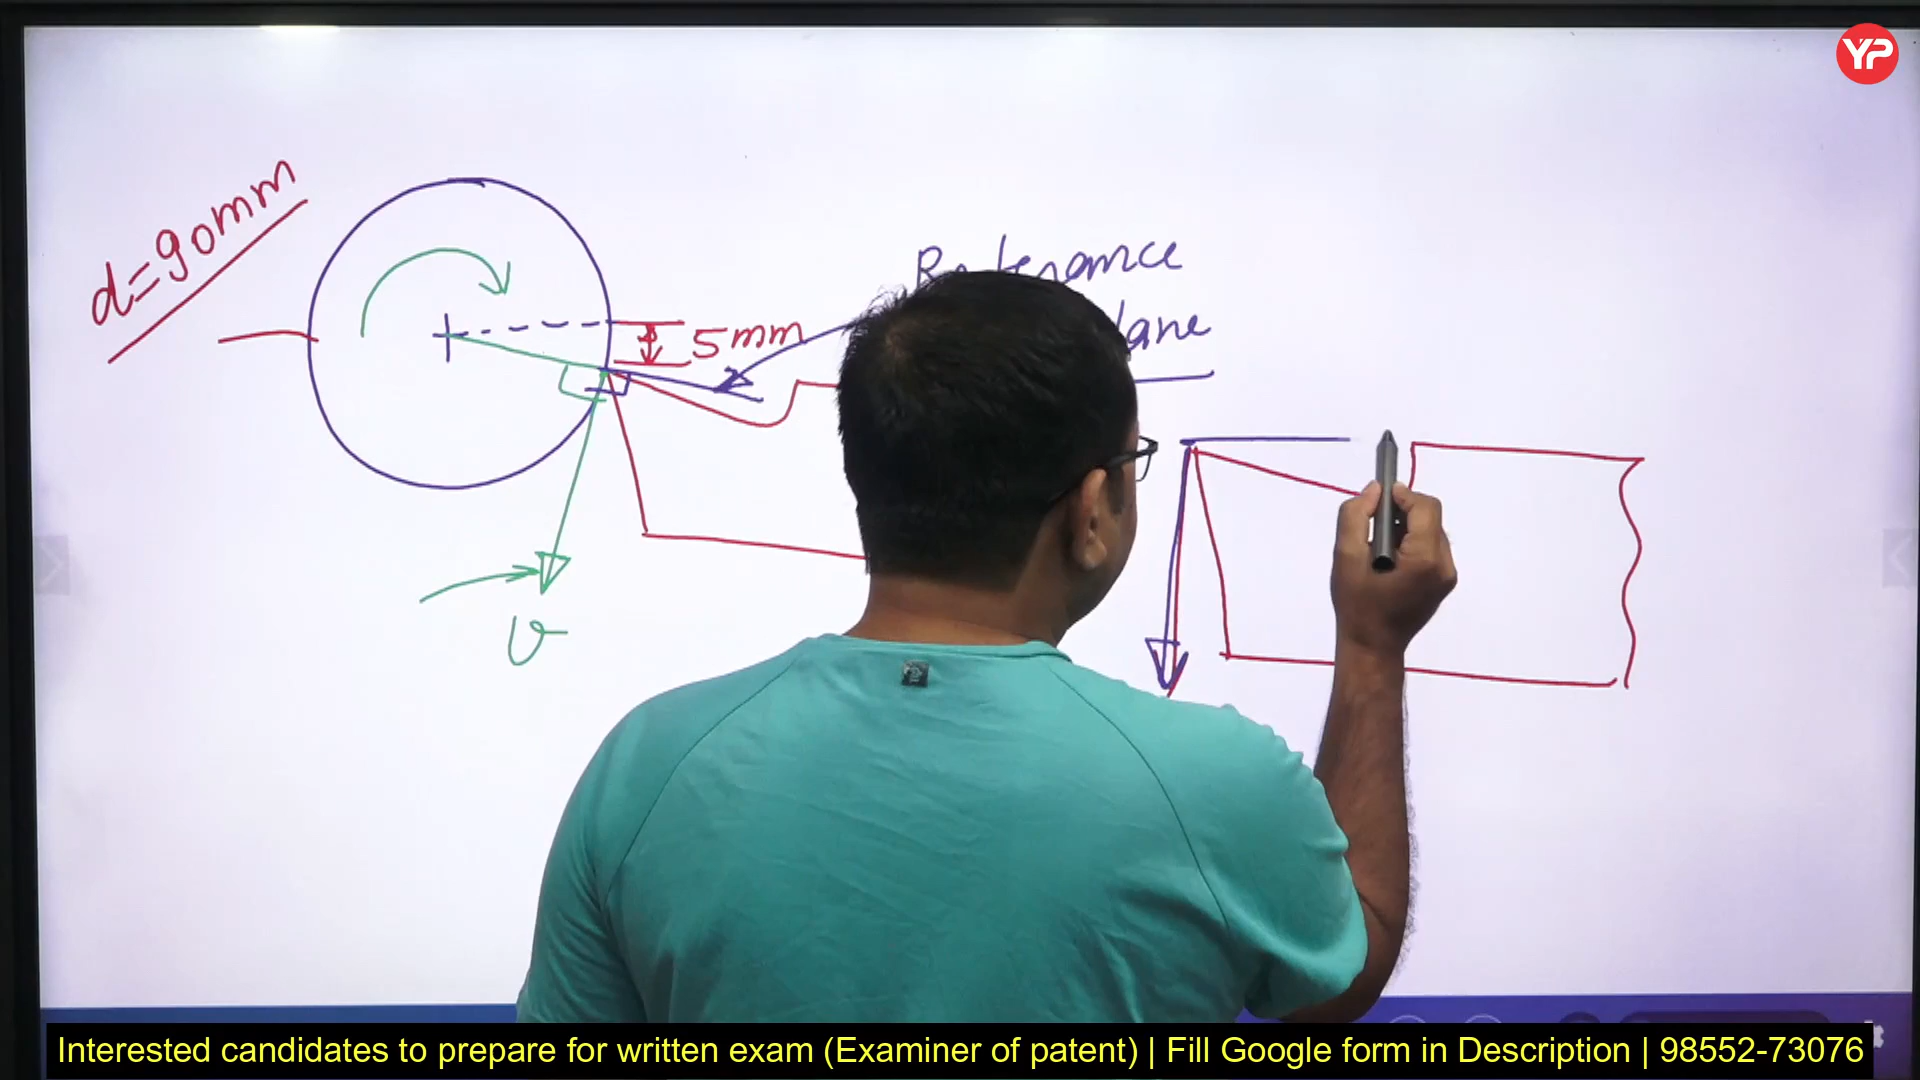 YP
d=90mm
5mm
v
Interested candidates to prepare for written exam (Examiner of patent) | Fill Google form in Description | 98552-73076